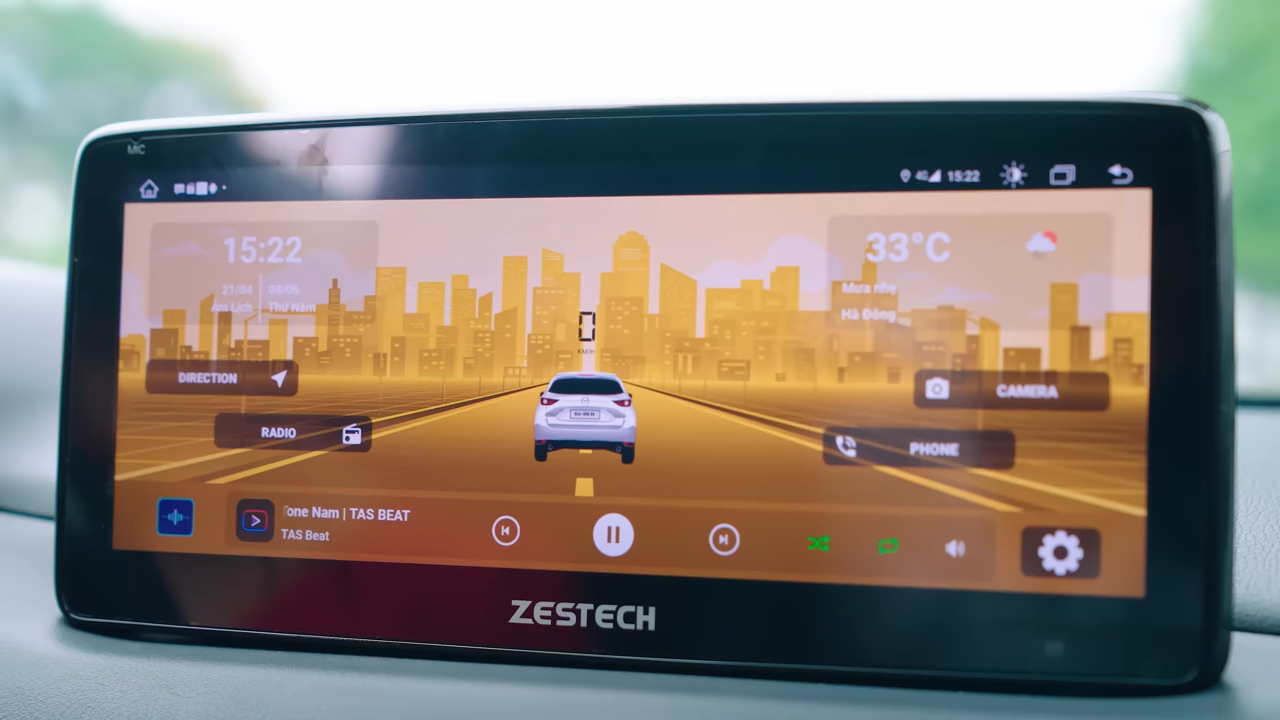 MIC
4G 15:22
15:22
21/04 08/06
Âm Lịch Thứ Năm
33°C
Mưa nhẹ
Hà Đông
0
KM/H
DIRECTION
CAMERA
RADIO
PHONE
Tone Nam | TAS BEAT
TAS Beat
ZESTECH